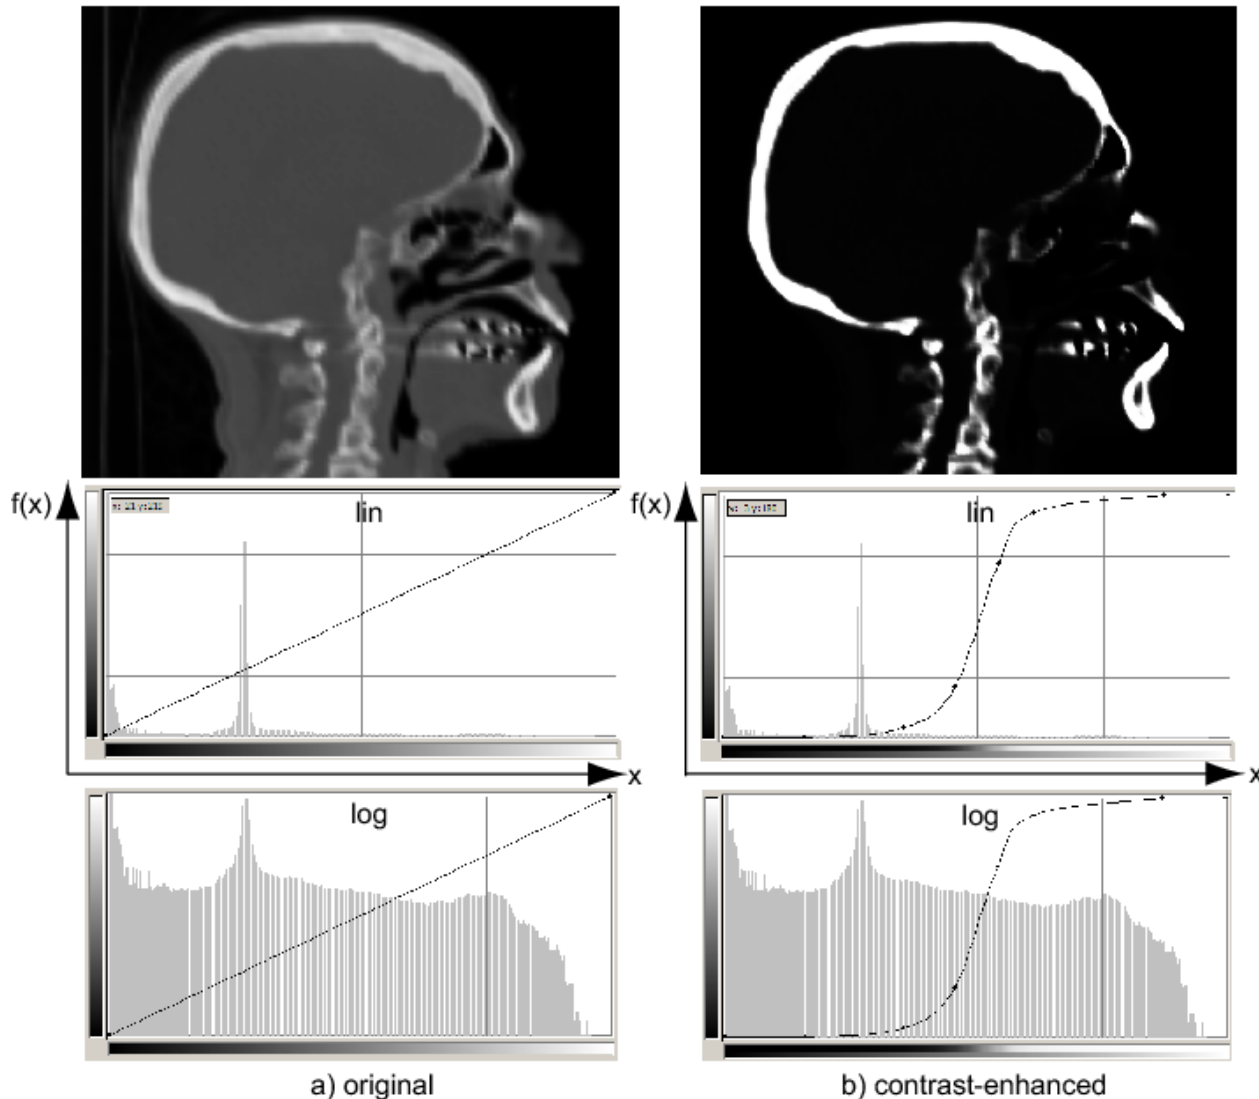 f(x)
lin
f(x)
lin
x
x
log
log
a) original
b) contrast-enhanced